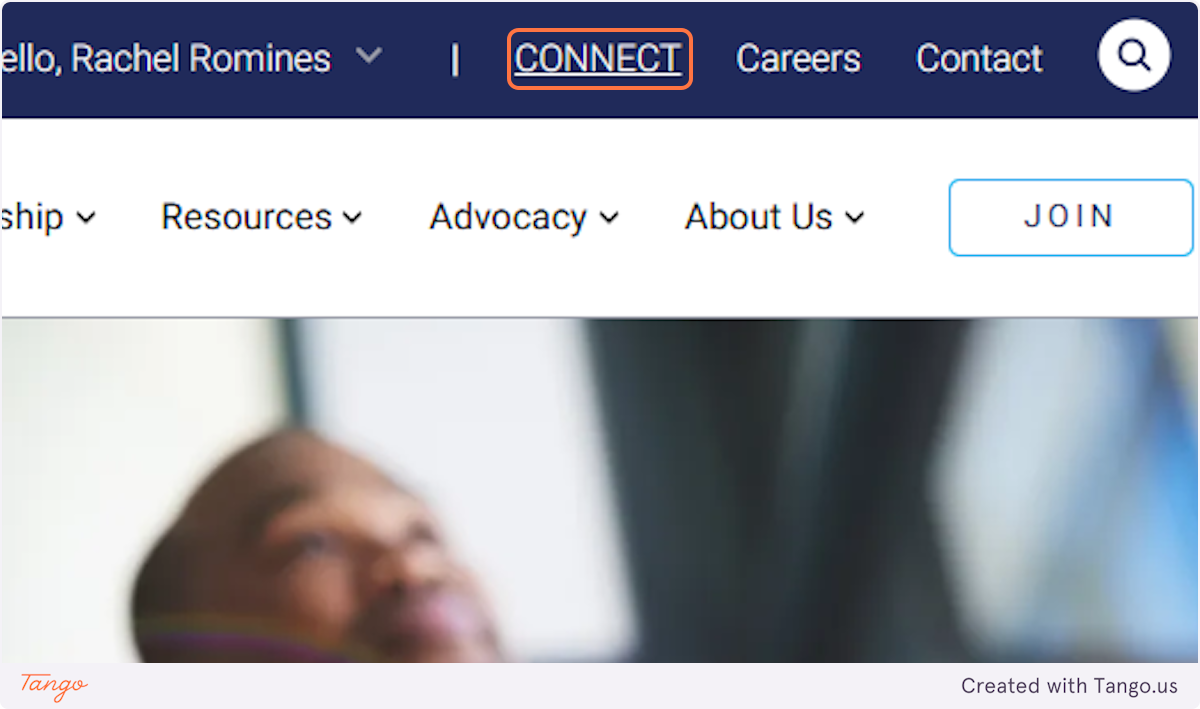 ello, Rachel Romines | CONNECT Careers Contact
ship Resources Advocacy About Us JOIN
Tango Created with Tango.us